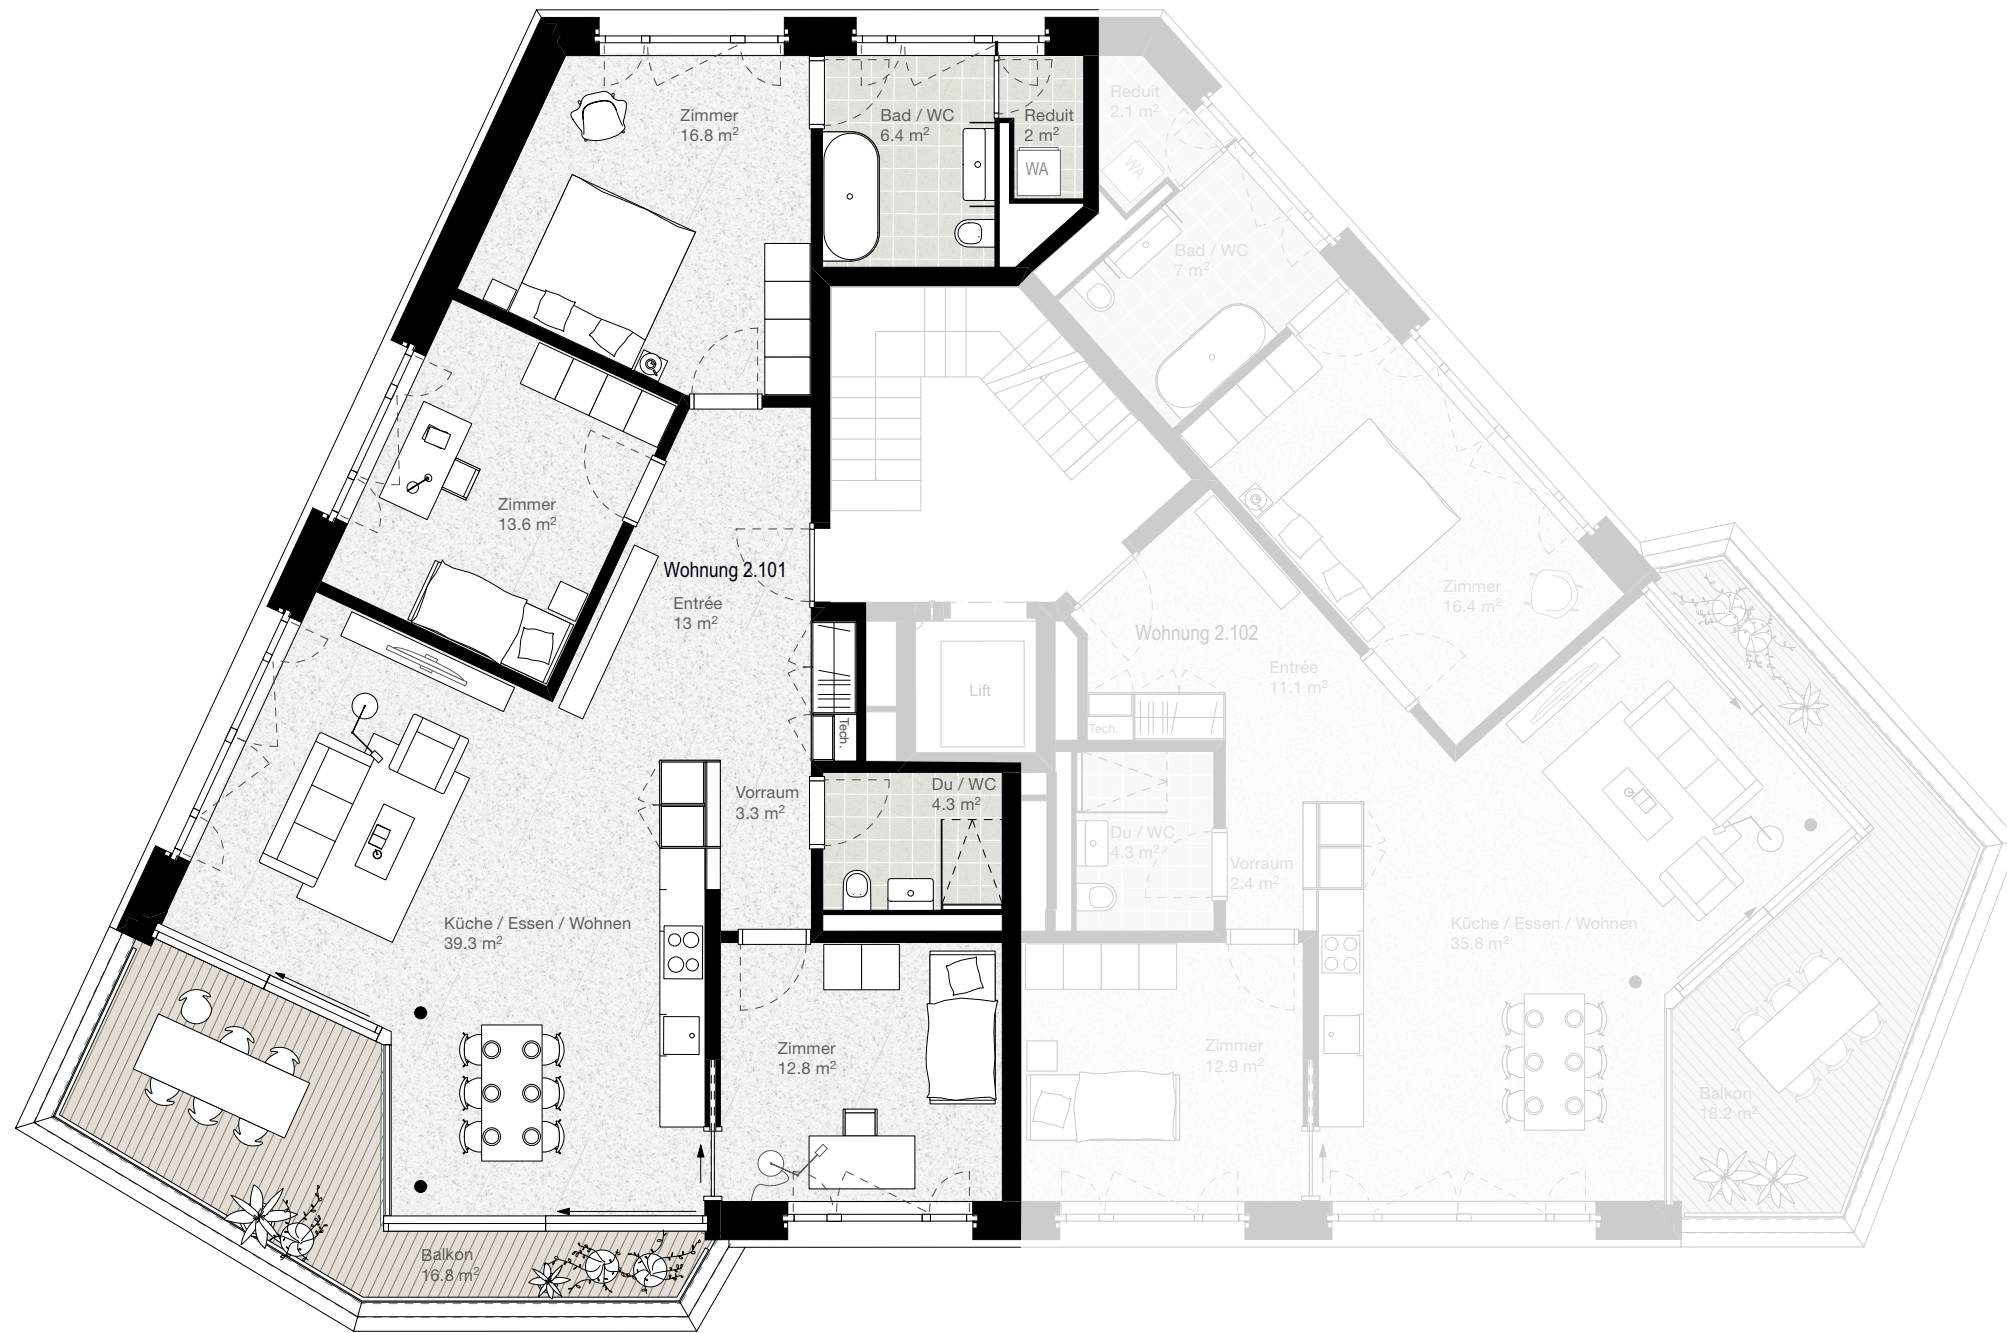 Zimmer
16.8 m²
Bad / WC
6.4 m²
Reduit
2 m²
WA
Reduit
2.1 m²
WA
Bad / WC
7 m²
Zimmer
13.6 m²
Wohnung 2.101
Entrée
13 m²
Tech.
Lift
Wohnung 2.102
Entrée
11.1 m²
Tech.
Zimmer
16.4 m²
Vorraum
3.3 m²
Du / WC
4.3 m²
Du / WC
4.3 m²
Vorraum
2.4 m²
Küche / Essen / Wohnen
39.3 m²
Küche / Essen / Wohnen
35.8 m²
Zimmer
12.8 m²
Zimmer
12.9 m²
Balkon
18.2 m²
Balkon
16.8 m²